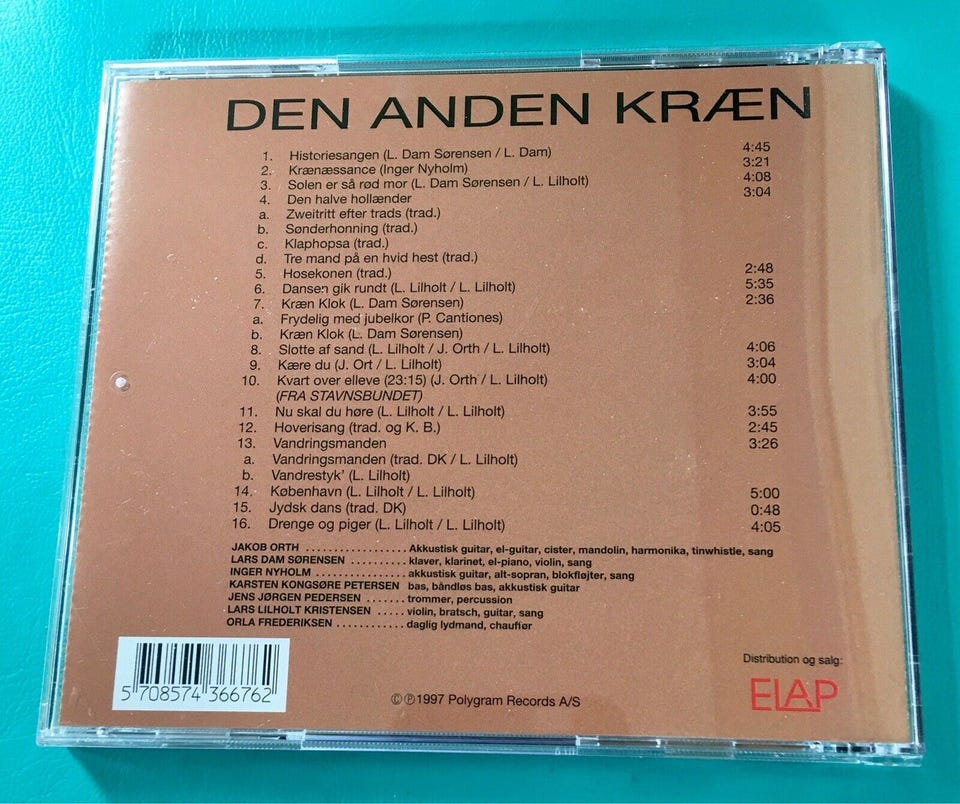 DEN ANDEN KRÆN
1. Historiesangen (L. Dam Sørensen / L. Dam) 4:45
2. Krænæssance (Inger Nyholm) 3:21
3. Solen er så rød mor (L. Dam Sørensen / L. Lilholt) 4:08
4. Den halve hollænder 3:04
a. Zweitritt efter trads (trad.)
b. Sønderhonning (trad.)
c. Klaphopsa (trad.)
d. Tre mand på en hvid hest (trad.)
5. Hosekonen (trad.) 2:48
6. Dansen gik rundt (L. Lilholt / L. Lilholt) 5:35
7. Kræn Klok (L. Dam Sørensen) 2:36
a. Frydelig med jubelkor (P. Cantiones)
b. Kræn Klok (L. Dam Sørensen)
8. Slotte af sand (L. Lilholt / J. Orth / L. Lilholt) 4:06
9. Kære du (J. Ort / L. Lilholt) 3:04
10. Kvart over elleve (23:15) (J. Orth / L. Lilholt) 4:00
(FRA STAVNSBUNDET)
11. Nu skal du høre (L. Lilholt / L. Lilholt) 3:55
12. Hoverisang (trad. og K. B.) 2:45
13. Vandringsmanden 3:26
a. Vandringsmanden (trad. DK / L. Lilholt)
b. Vandrestyk' (L. Lilholt)
14. København (L. Lilholt / L. Lilholt) 5:00
15. Jydsk dans (trad. DK) 0:48
16. Drenge og piger (L. Lilholt / L. Lilholt) 4:05
JAKOB ORTH .................. Akkustisk guitar, el-guitar, cister, mandolin, harmonika, tinwhistle, sang
LARS DAM SØRENSEN .......... klaver, klarinet, el-piano, violin, sang
INGER NYHOLM ................ akkustisk guitar, alt-sopran, blokfløjter, sang
KARSTEN KONGSØRE PETERSEN bas, båndløs bas, akkustisk guitar
JENS JØRGEN PEDERSEN ....... trommer, percussion
LARS LILHOLT KRISTENSEN ..... violin, bratsch, guitar, sang
ORLA FREDERIKSEN ............ daglig lydmand, chauffør
Distribution og salg:
ELAP
5 708574 366762
©℗1997 Polygram Records A/S